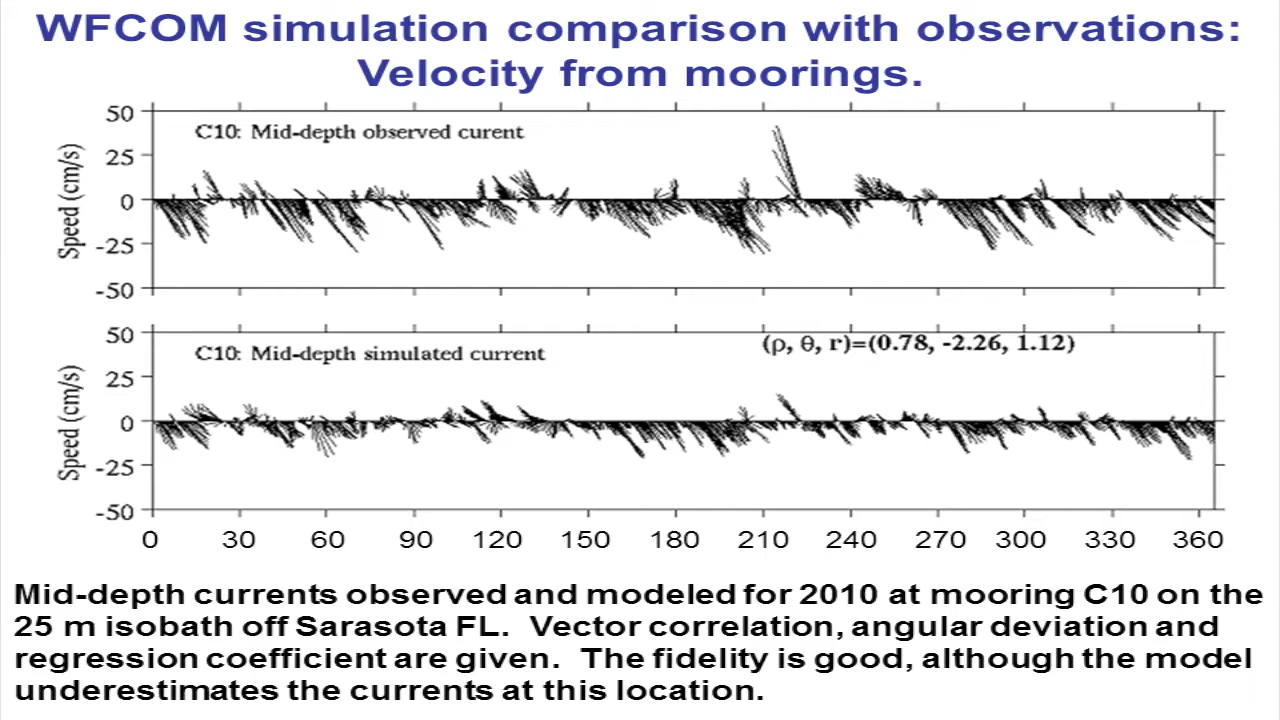 WFCOM simulation comparison with observations:
Velocity from moorings.
50
25
0
-25
-50
Speed (cm/s)
C10: Mid-depth observed curent
50
25
0
-25
-50
Speed (cm/s)
C10: Mid-depth simulated current
(ρ, θ, r)=(0.78, -2.26, 1.12)
0 30 60 90 120 150 180 210 240 270 300 330 360
Mid-depth currents observed and modeled for 2010 at mooring C10 on the
25 m isobath off Sarasota FL. Vector correlation, angular deviation and
regression coefficient are given. The fidelity is good, although the model
underestimates the currents at this location.